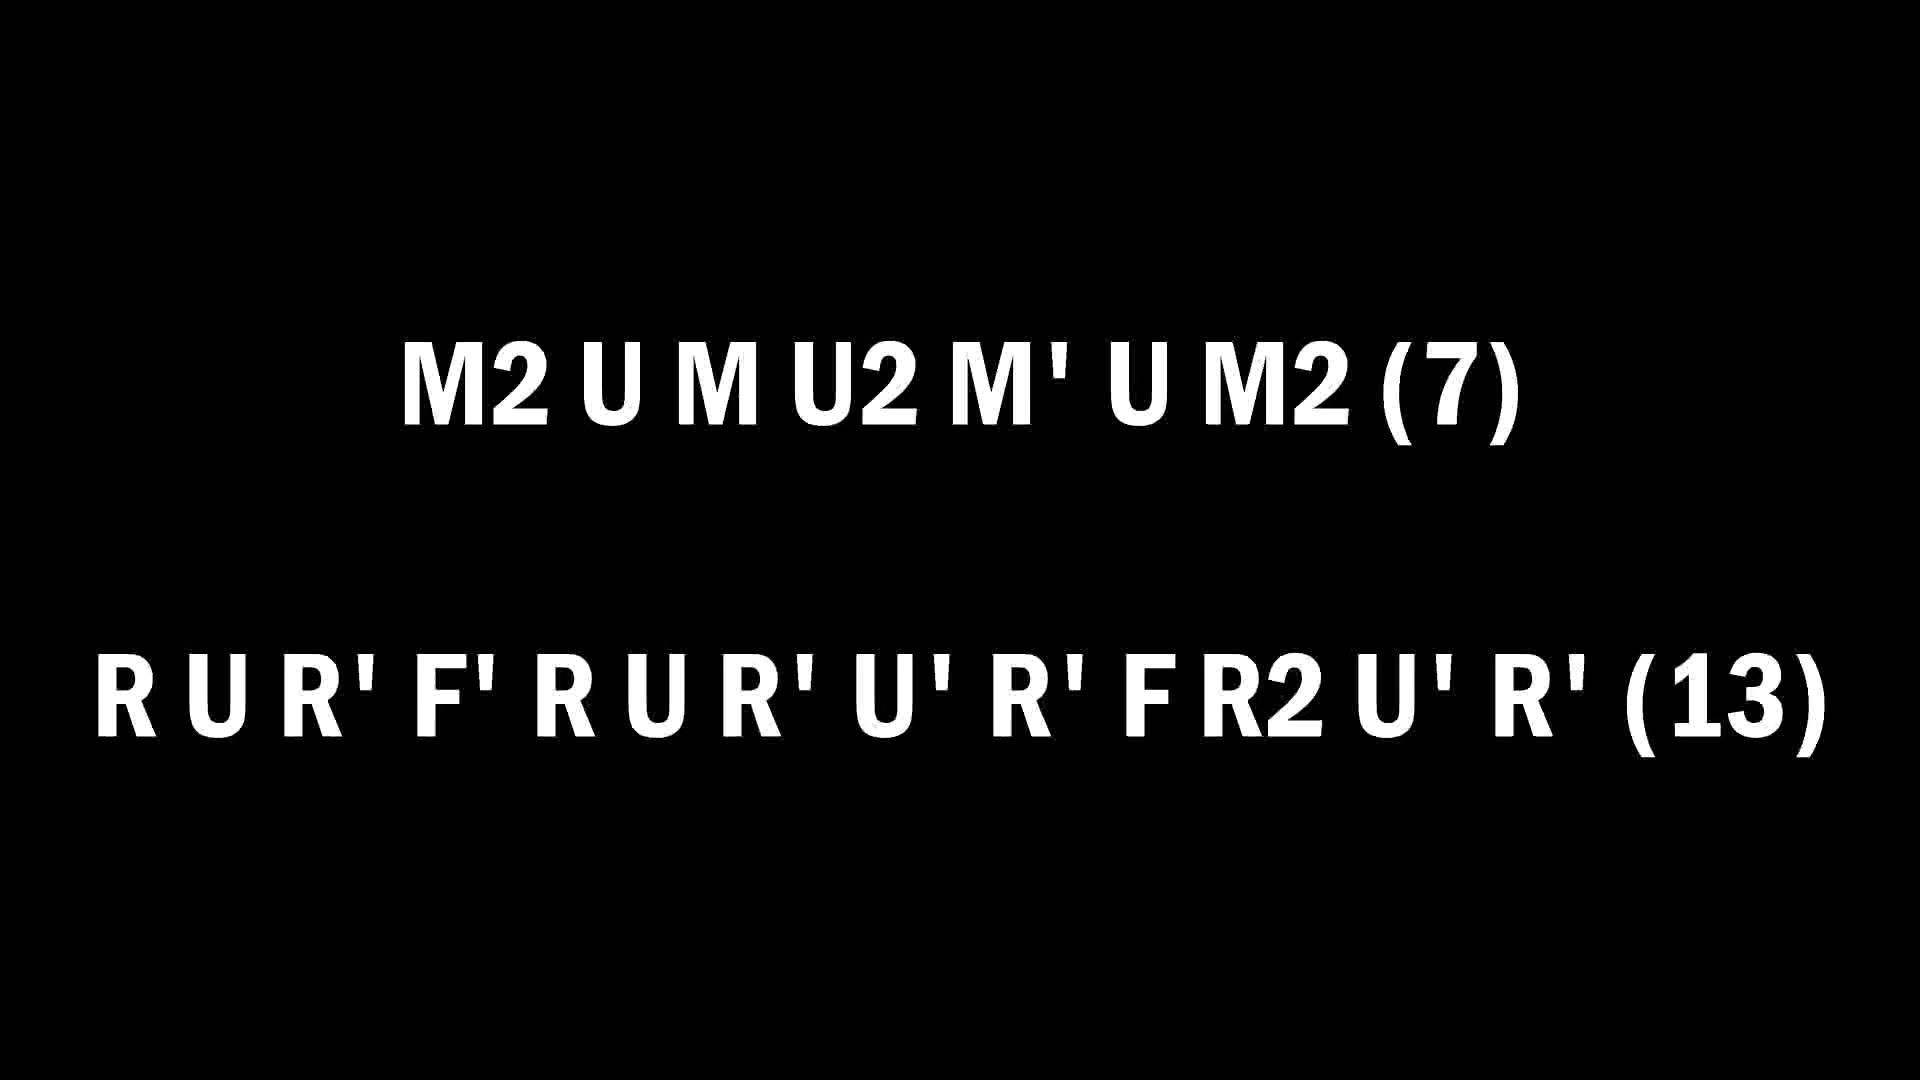 M2 U M U2 M' U M2 (7)
R U R' F' R U R' U' R' F R2 U' R' (13)